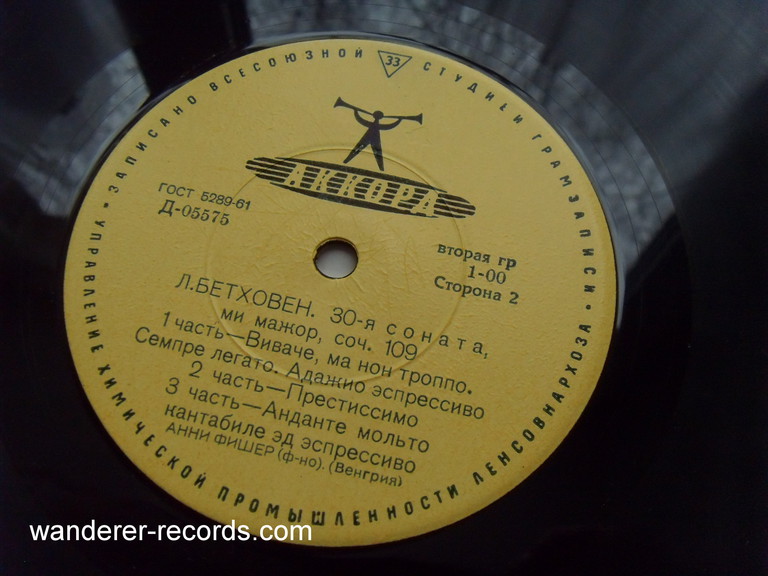 ЗАПИСАНО ВСЕСОЮЗНОЙ 33 СТУДИЕЙ ГРАМЗАПИСИ •
УПРАВЛЕНИЕ ХИМИЧЕСКОЙ ПРОМЫШЛЕННОСТИ ЛЕНСОВНАРХОЗА •
АККОРД
ГОСТ 5289-61
Д-05575
вторая гр
1-00
Сторона 2
Л.БЕТХОВЕН. 30-я соната,
ми мажор, соч. 109
1 часть—Виваче, ма нон троппо.
Семпре легато. Адажио эспрессиво
2 часть—Престиссимо
3 часть—Анданте мольто
кантабиле эд эспрессиво
АННИ ФИШЕР (ф-но). (Венгрия)
wanderer-records.com